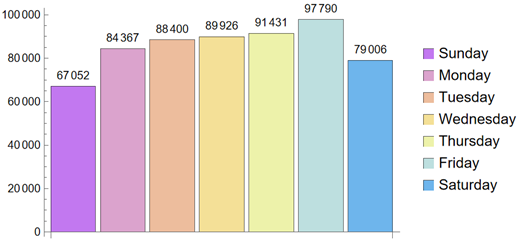 100 000
80 000
60 000
40 000
20 000
0
67 052
84 367
88 400
89 926
91 431
97 790
79 006
Sunday
Monday
Tuesday
Wednesday
Thursday
Friday
Saturday